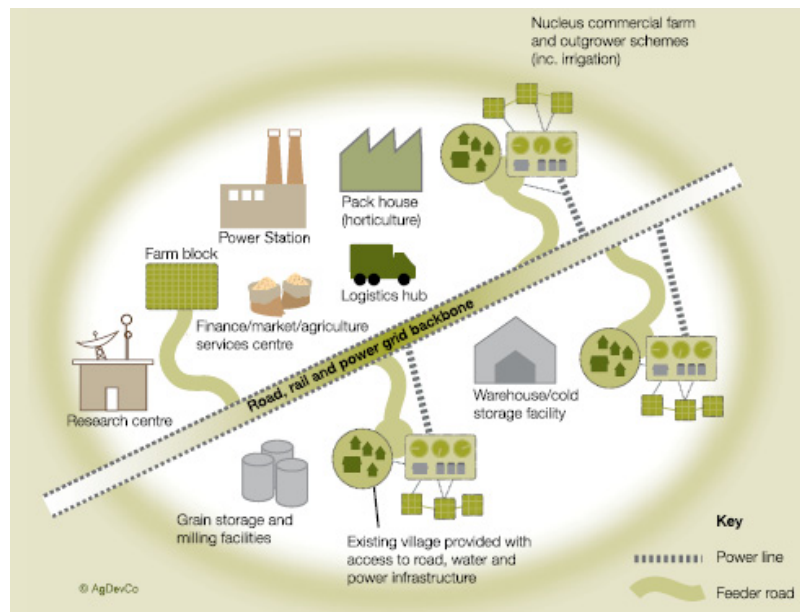 Nucleus commercial farm
and outgrower schemes
(inc. irrigation)
Power Station
Pack house
(horticulture)
Farm block
Logistics hub
Finance/market/agriculture
services centre
Road, rail and power grid backbone
Research centre
Warehouse/cold
storage facility
Grain storage and
milling facilities
Existing village provided with
access to road, water and
power infrastructure
Key
Power line
Feeder road
© AgDevCo